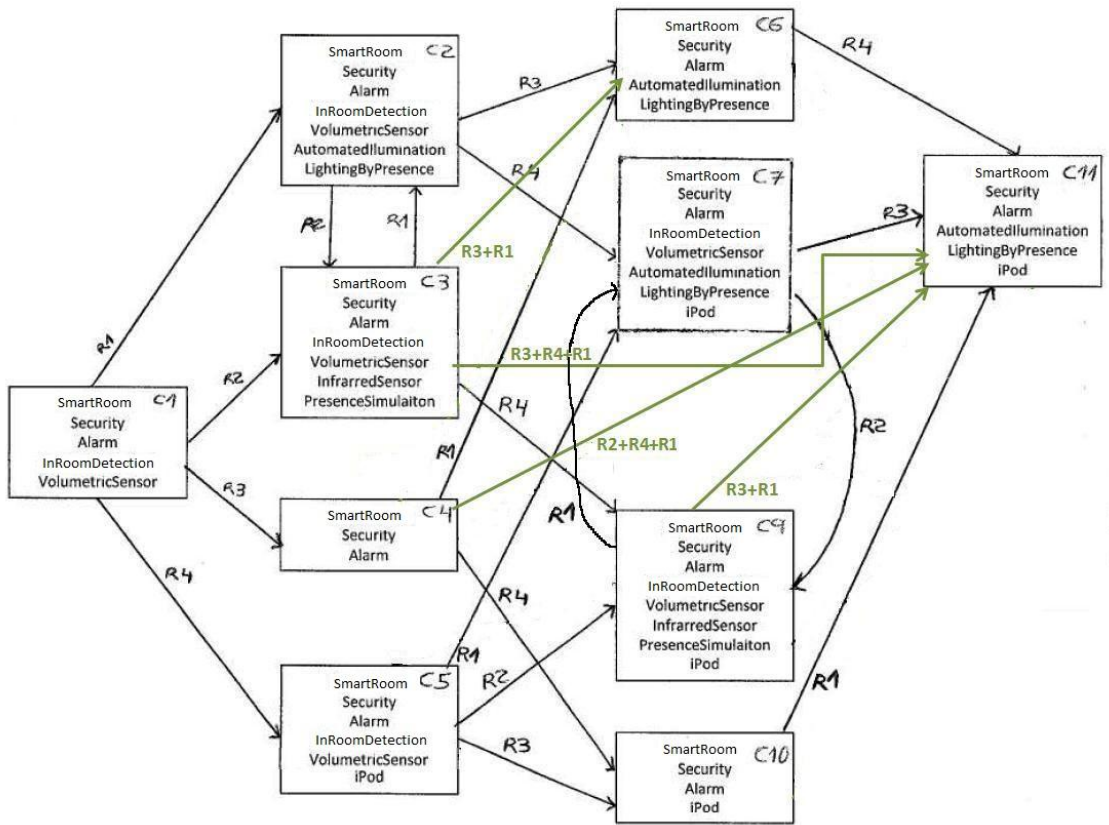 C1
SmartRoom
Security
Alarm
InRoomDetection
VolumetricSensor
R1
R2
R3
R4
C2
SmartRoom
Security
Alarm
InRoomDetection
VolumetricSensor
AutomatedIlumination
LightingByPresence
R3
R4
R2
R1
C3
SmartRoom
Security
Alarm
InRoomDetection
VolumetricSensor
InfrarredSensor
PresenceSimulaiton
R3+R1
R3+R4+R1
R4
C4
SmartRoom
Security
Alarm
R1
R2+R4+R1
R4
C5
SmartRoom
Security
Alarm
InRoomDetection
VolumetricSensor
iPod
R1
R2
R3
C6
SmartRoom
Security
Alarm
AutomatedIlumination
LightingByPresence
R4
C7
SmartRoom
Security
Alarm
InRoomDetection
VolumetricSensor
AutomatedIlumination
LightingByPresence
iPod
R3
R2
C9
SmartRoom
Security
Alarm
InRoomDetection
VolumetricSensor
InfrarredSensor
PresenceSimulaiton
iPod
R1
R3+R1
C10
SmartRoom
Security
Alarm
iPod
R1
C11
SmartRoom
Security
Alarm
AutomatedIlumination
LightingByPresence
iPod